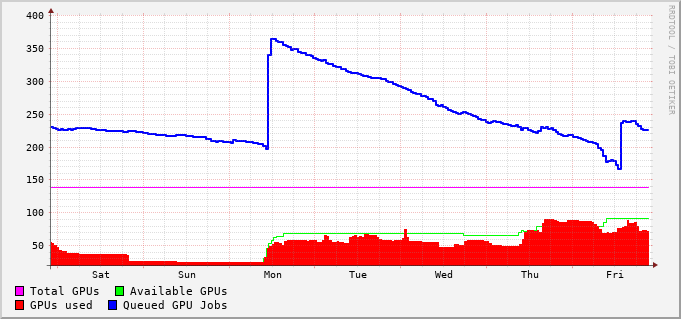 400
350
300
250
200
150
100
50
Sat Sun Mon Tue Wed Thu Fri
Total GPUs Available GPUs
GPUs used Queued GPU Jobs
RRDTOOL / TOBI OETIKER